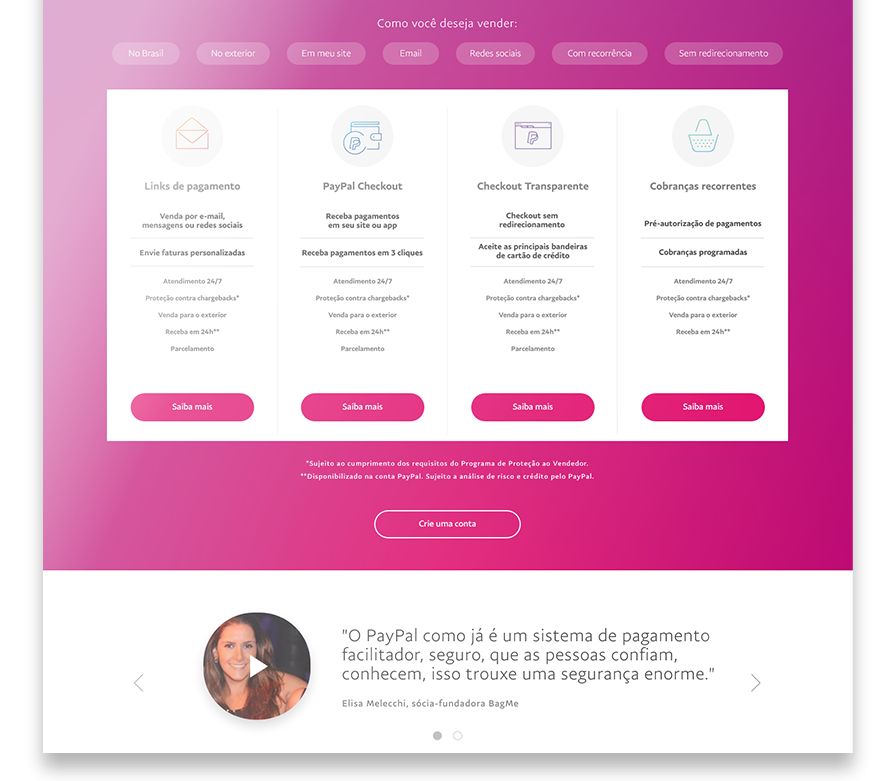 Como você deseja vender:
No Brasil
No exterior
Em meu site
Email
Redes sociais
Com recorrência
Sem redirecionamento
Links de pagamento
Venda por e-mail,
mensagens ou redes sociais
Envie faturas personalizadas
Atendimento 24/7
Proteção contra chargebacks*
Venda para o exterior
Receba em 24h**
Parcelamento
Saiba mais
PayPal Checkout
Receba pagamentos
em seu site ou app
Receba pagamentos em 3 cliques
Atendimento 24/7
Proteção contra chargebacks*
Venda para o exterior
Receba em 24h**
Parcelamento
Saiba mais
Checkout Transparente
Checkout sem
redirecionamento
Aceite as principais bandeiras
de cartão de crédito
Atendimento 24/7
Proteção contra chargebacks*
Venda para o exterior
Receba em 24h**
Parcelamento
Saiba mais
Cobranças recorrentes
Pré-autorização de pagamentos
Cobranças programadas
Atendimento 24/7
Proteção contra chargebacks*
Venda para o exterior
Receba em 24h**
Saiba mais
*Sujeito ao cumprimento dos requisitos do Programa de Proteção ao Vendedor.
**Disponibilizado na conta PayPal. Sujeito a análise de risco e crédito pelo PayPal.
Crie uma conta
"O PayPal como já é um sistema de pagamento
facilitador, seguro, que as pessoas confiam,
conhecem, isso trouxe uma segurança enorme."
Elisa Melecchi, sócia-fundadora BagMe